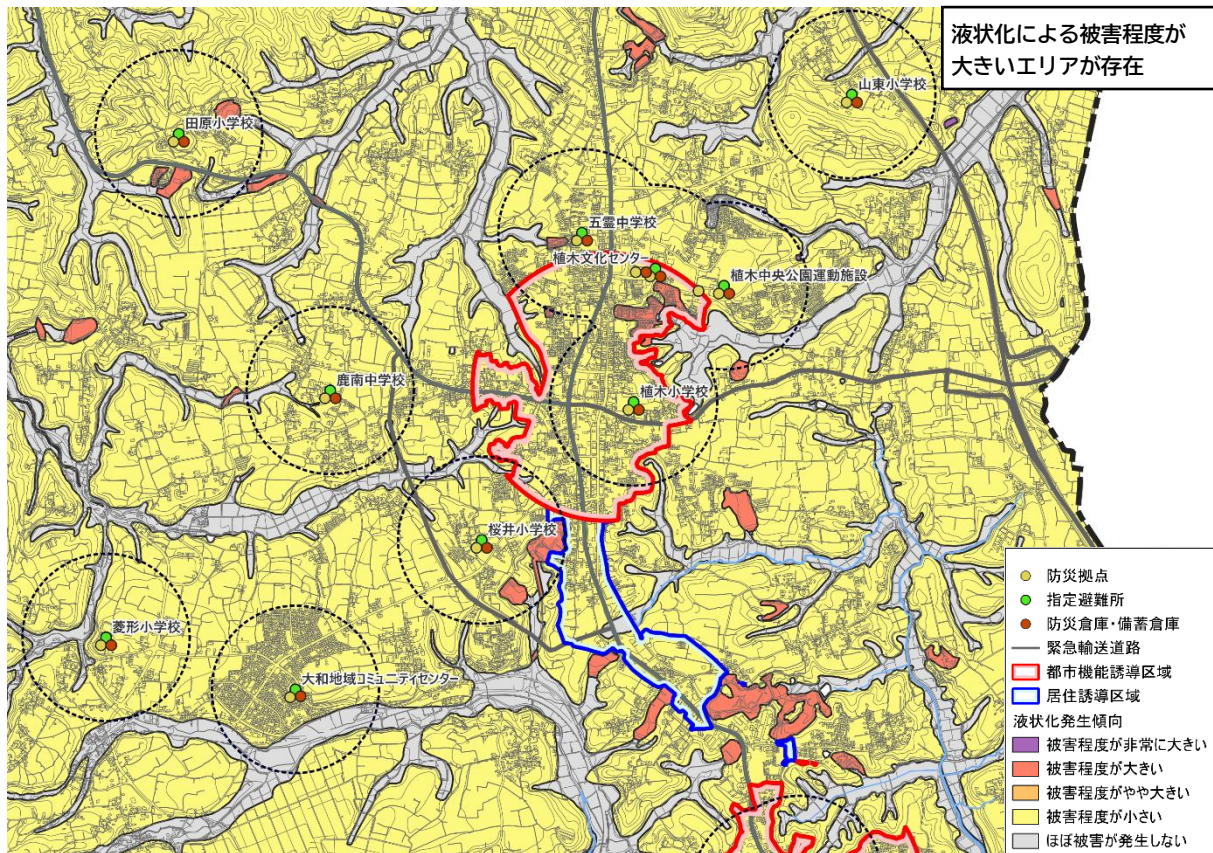 液状化による被害程度が
大きいエリアが存在
山東小学校
田原小学校
五霊中学校
植木文化センター
植木中央公園運動施設
鹿南中学校
植木小学校
桜井小学校
菱形小学校
大和地域コミュニティセンター
防災拠点
指定避難所
防災倉庫・備蓄倉庫
緊急輸送道路
都市機能誘導区域
居住誘導区域
液状化発生傾向
被害程度が非常に大きい
被害程度が大きい
被害程度がやや大きい
被害程度が小さい
ほぼ被害が発生しない